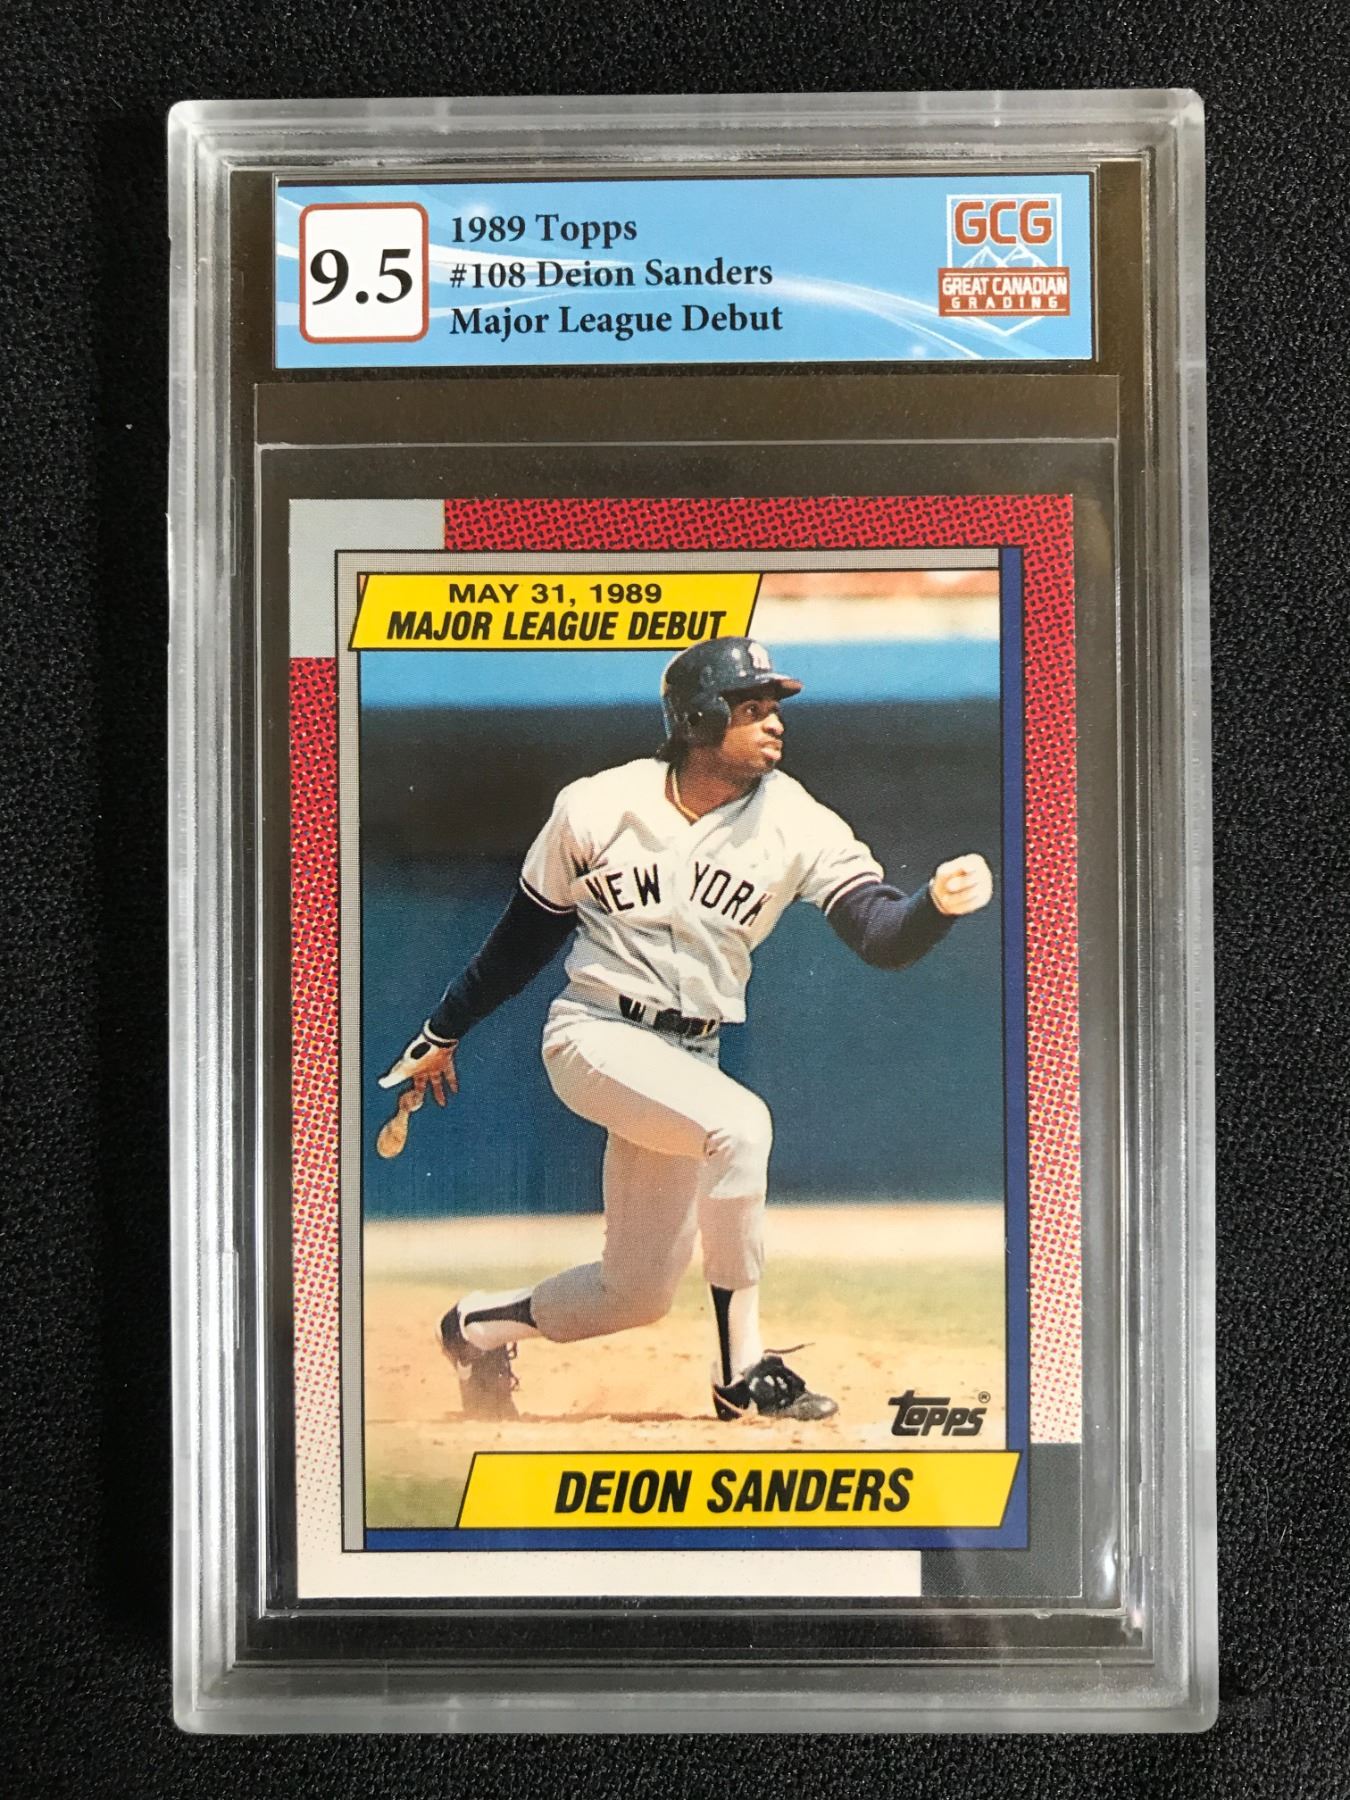 9.5
1989 Topps
#108 Deion Sanders
Major League Debut
GCG
GREAT CANADIAN
GRADING
MAY 31, 1989
MAJOR LEAGUE DEBUT
NEW YORK
topps®
DEION SANDERS